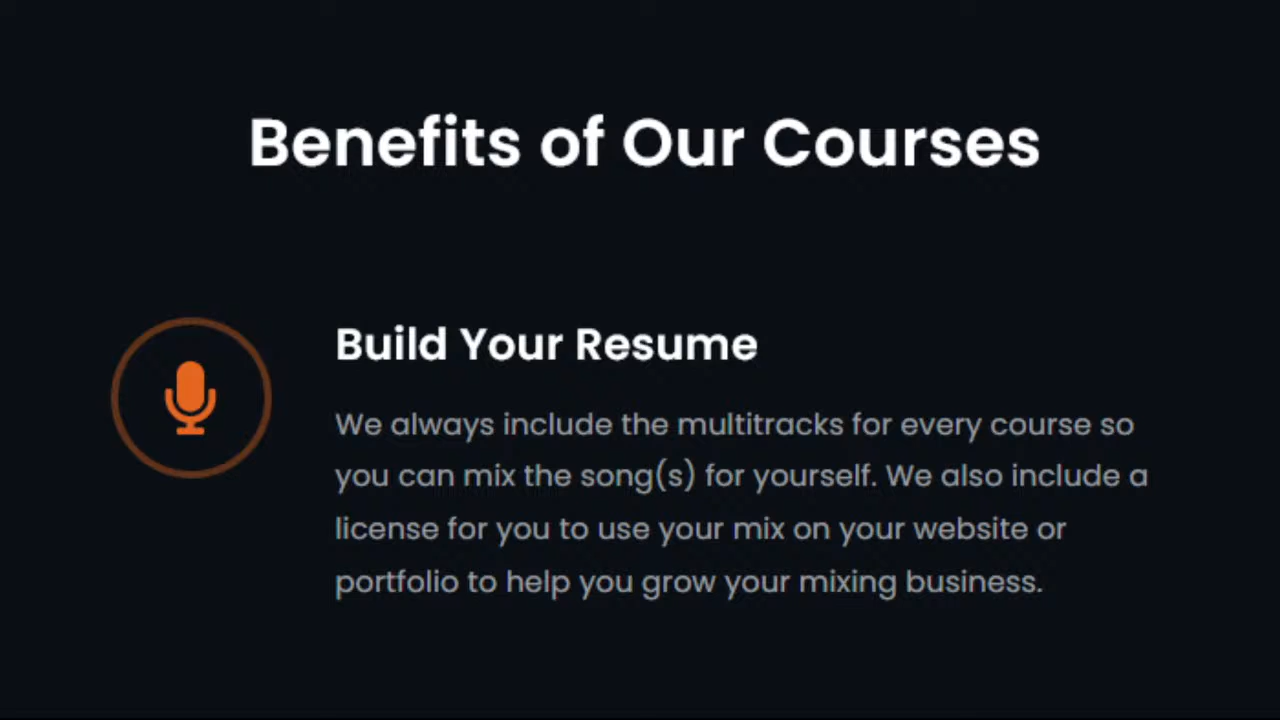 Benefits of Our Courses
Build Your Resume
We always include the multitracks for every course so
you can mix the song(s) for yourself. We also include a
license for you to use your mix on your website or
portfolio to help you grow your mixing business.